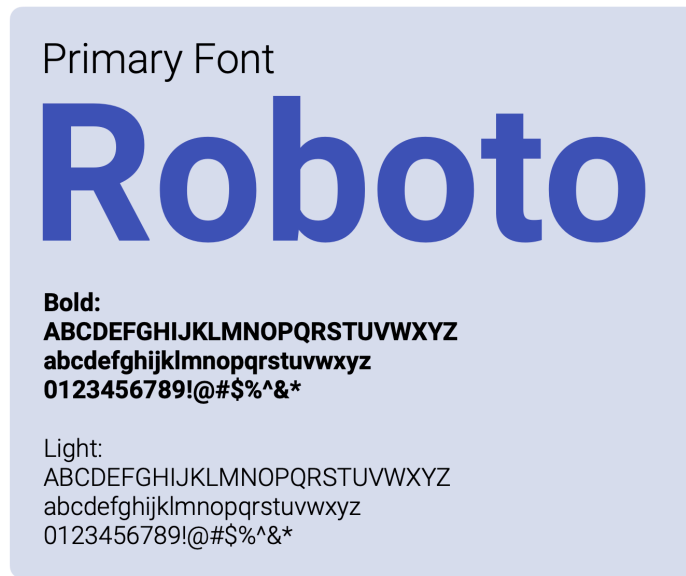 Primary Font
Roboto
Bold:
ABCDEFGHIJKLMNOPQRSTUVWXYZ
abcdefghijklmnopqrstuvwxyz
0123456789!@#$%^&*
Light:
ABCDEFGHIJKLMNOPQRSTUVWXYZ
abcdefghijklmnopqrstuvwxyz
0123456789!@#$%^&*